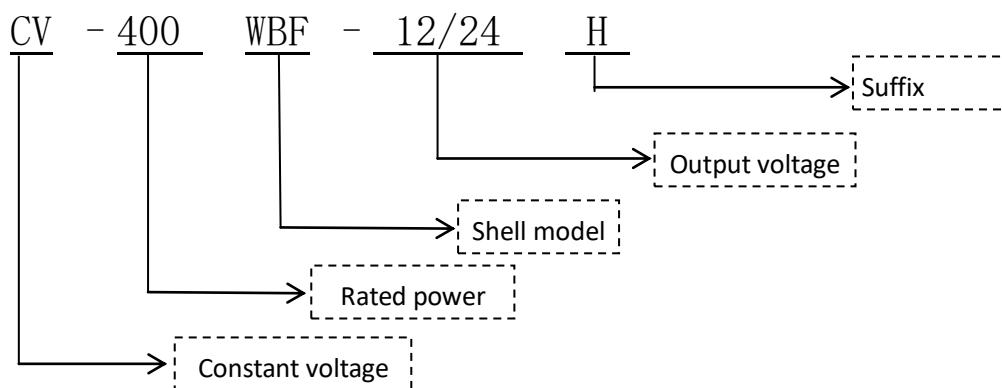 CV - 400 WBF - 12/24 H
Suffix
Output voltage
Shell model
Rated power
Constant voltage